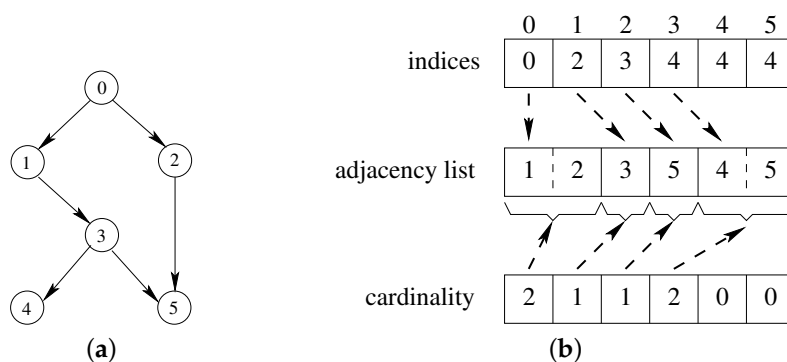 0
1
2
3
4
5
(a)
0 1 2 3 4 5
indices 0 2 3 4 4 4
adjacency list 1 2 3 5 4 5
cardinality 2 1 1 2 0 0
(b)